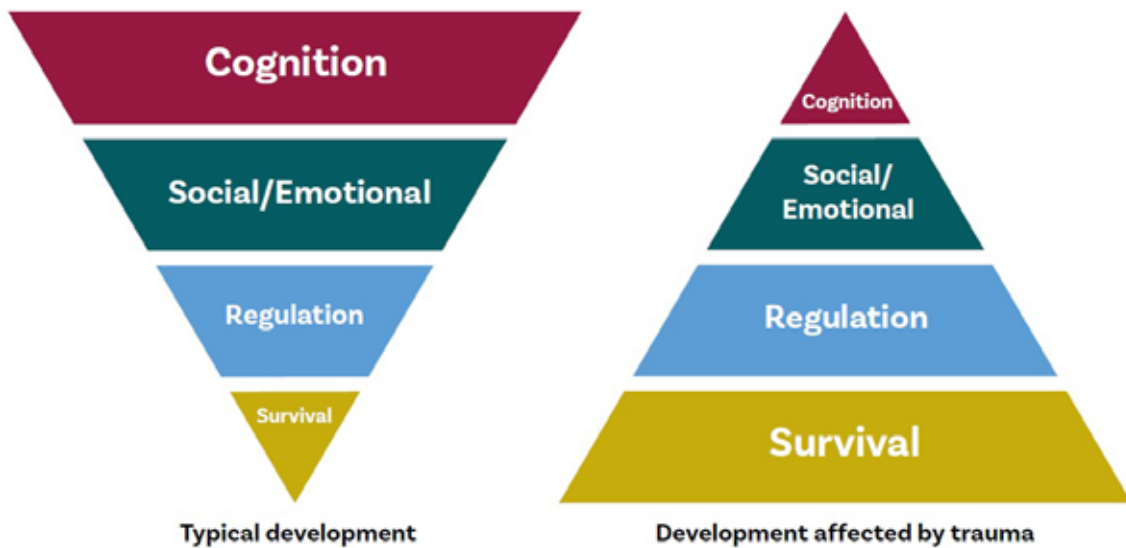 Cognition
Social/Emotional
Regulation
Survival
Typical development
Cognition
Social/
Emotional
Regulation
Survival
Development affected by trauma